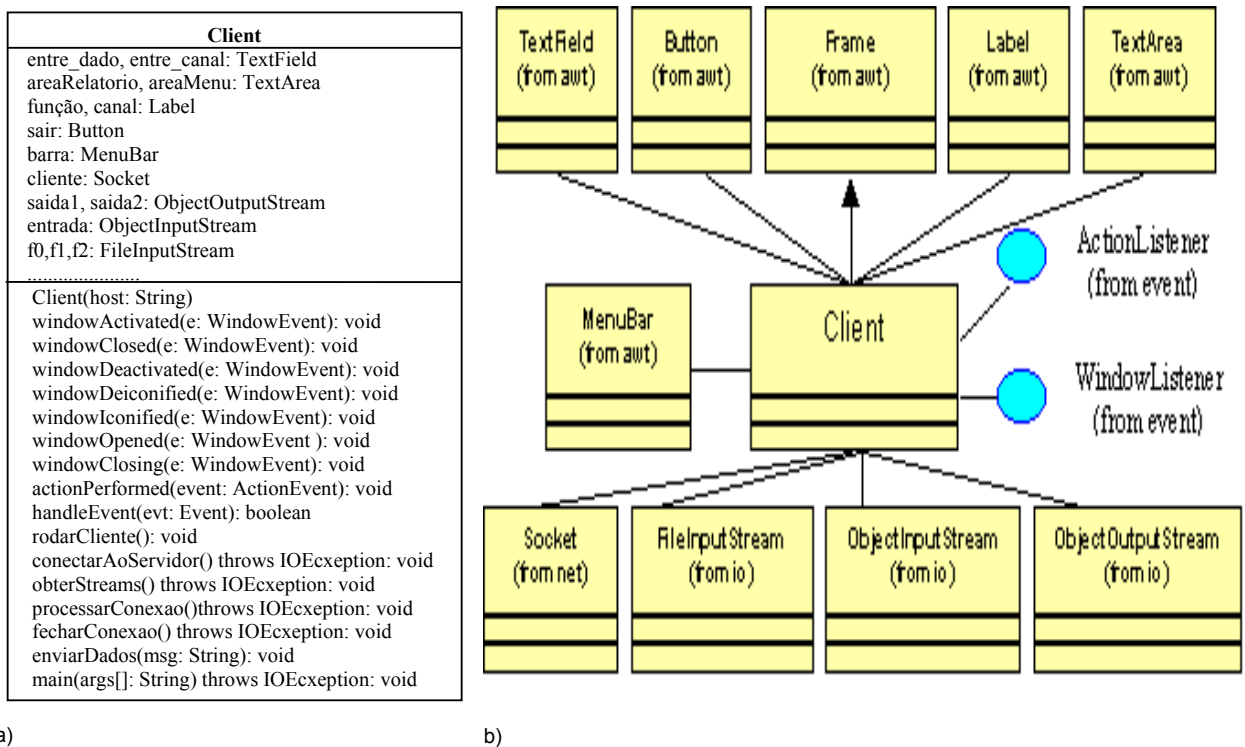 Client
entre_dado, entre_canal: TextField
areaRelatorio, areaMenu: TextArea
função, canal: Label
sair: Button
barra: MenuBar
cliente: Socket
saida1, saida2: ObjectOutputStream
entrada: ObjectInputStream
f0,f1,f2: FileInputStream
.......................
Client(host: String)
windowActivated(e: WindowEvent): void
windowClosed(e: WindowEvent): void
windowDeactivated(e: WindowEvent): void
windowDeiconified(e: WindowEvent): void
windowIconified(e: WindowEvent): void
windowOpened(e: WindowEvent ): void
windowClosing(e: WindowEvent): void
actionPerformed(event: ActionEvent): void
handleEvent(evt: Event): boolean
rodarCliente(): void
conectarAoServidor() throws IOEcxeption: void
obterStreams() throws IOEcxeption: void
processarConexao()throws IOEcxeption: void
fecharConexao() throws IOEcxeption: void
enviarDados(msg: String): void
main(args[]: String) throws IOEcxeption: void
a)
TextField
(from awt)
Button
(from awt)
Frame
(from awt)
Label
(from awt)
TextArea
(from awt)
ActionListener
(from event)
MenuBar
(from awt)
Client
WindowListener
(from event)
Socket
(from net)
FileInputStream
(from io)
ObjectInputStream
(from io)
ObjectOutputStream
(from io)
b)